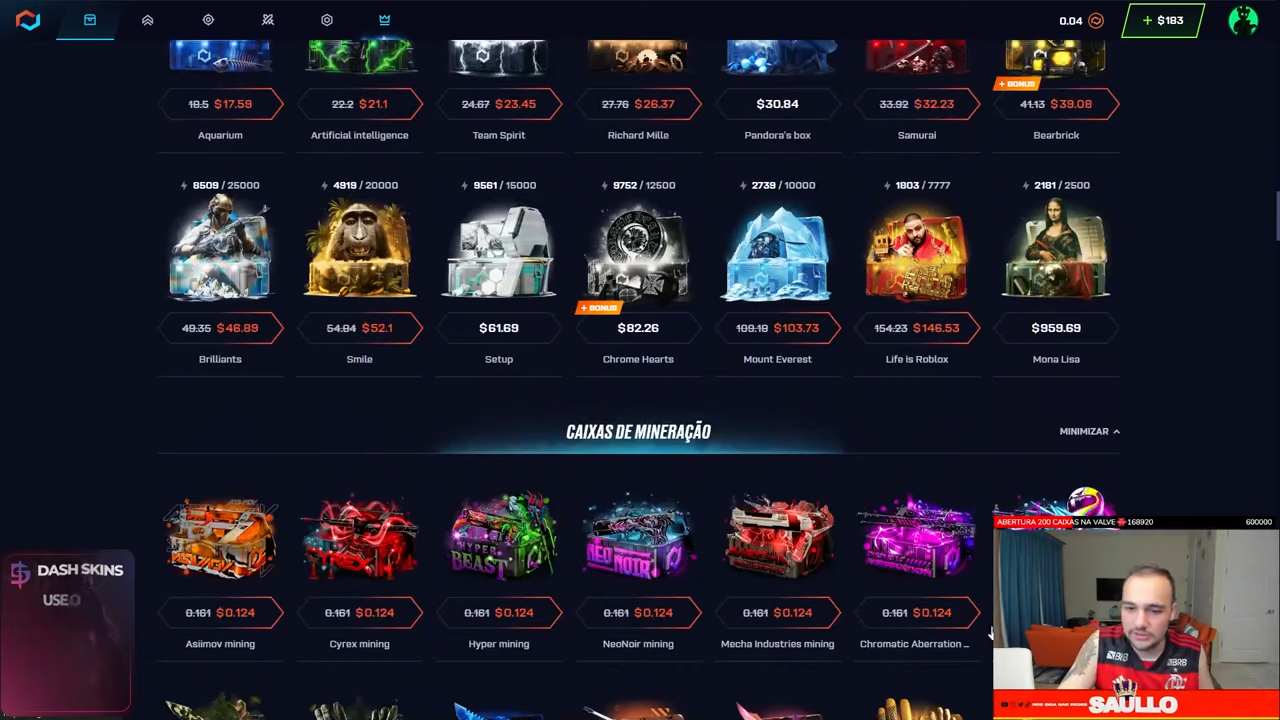 0.04
+ $183
18.5 $17.59
22.2 $21.1
24.67 $23.45
27.76 $26.37
$30.84
33.92 $32.23
+ BONUS
41.13 $39.08
Aquarium
Artificial intelligence
Team Spirit
Richard Mille
Pandora's box
Samurai
Bearbrick
8509 / 25000
4919 / 20000
9561 / 15000
9752 / 12500
2739 / 10000
1803 / 7777
2181 / 2500
49.35 $46.89
54.84 $52.1
$61.69
+ BONUS
$82.26
109.18 $103.73
154.23 $146.53
$959.69
Brilliants
Smile
Setup
Chrome Hearts
Mount Everest
Life is Roblox
Mona Lisa
CAIXAS DE MINERAÇÃO
MINIMIZAR
HYPER BEAST
NEO NOIR
0.161 $0.124
0.161 $0.124
0.161 $0.124
0.161 $0.124
0.161 $0.124
0.161 $0.124
Asiimov mining
Cyrex mining
Hyper mining
NeoNoir mining
Mecha Industries mining
Chromatic Aberration ...
ABERTURA 200 CAIXAS NA VALVE 168920 600000
DASH SKINS
USE
BRB
BRB
SAULLO